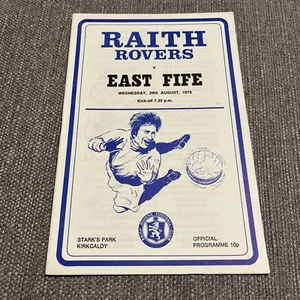 RAITH
ROVERS
v
EAST FIFE
WEDNESDAY, 29th AUGUST, 1979
Kick-off 7.30 p.m.
STARK'S PARK
KIRKCALDY
OFFICIAL
PROGRAMME 10p